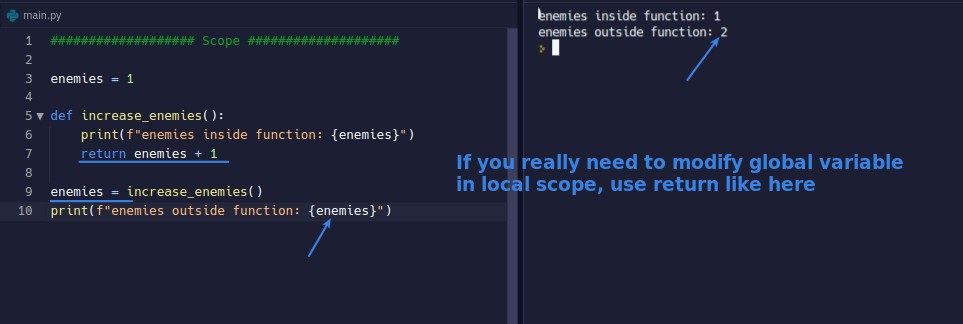 main.py
1 ################### Scope ####################
2
3 enemies = 1
4
5 def increase_enemies():
6 print(f"enemies inside function: {enemies}")
7 return enemies + 1
8
9 enemies = increase_enemies()
10 print(f"enemies outside function: {enemies}")
enemies inside function: 1
enemies outside function: 2
>
If you really need to modify global variable
in local scope, use return like here